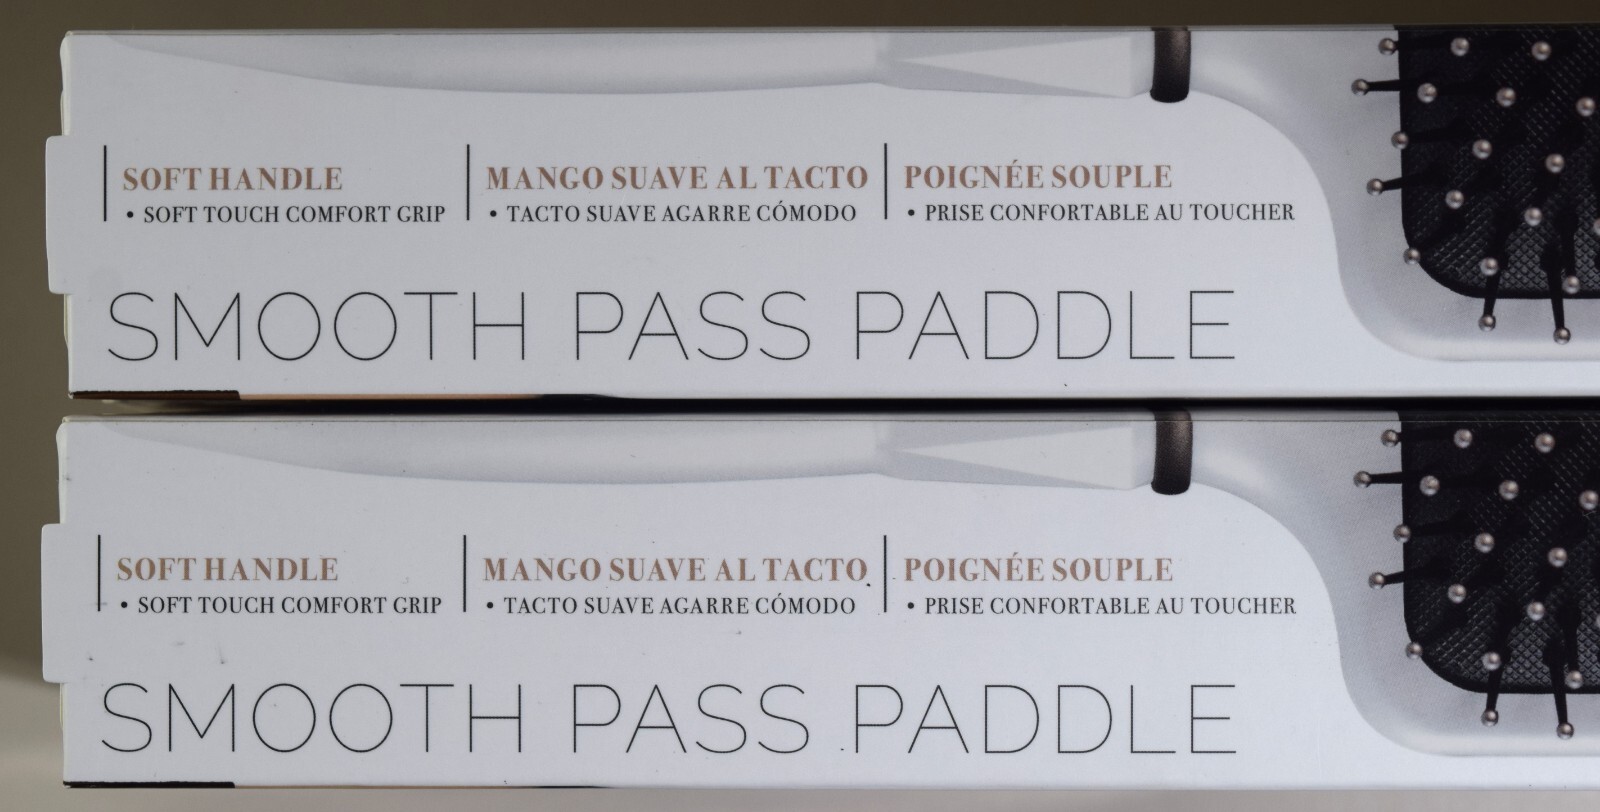 SOFT HANDLE
• SOFT TOUCH COMFORT GRIP
MANGO SUAVE AL TACTO
• TACTO SUAVE AGARRE CÓMODO
POIGNÉE SOUPLE
• PRISE CONFORTABLE AU TOUCHER
SMOOTH PASS PADDLE
SOFT HANDLE
• SOFT TOUCH COMFORT GRIP
MANGO SUAVE AL TACTO
• TACTO SUAVE AGARRE CÓMODO
POIGNÉE SOUPLE
• PRISE CONFORTABLE AU TOUCHER
SMOOTH PASS PADDLE